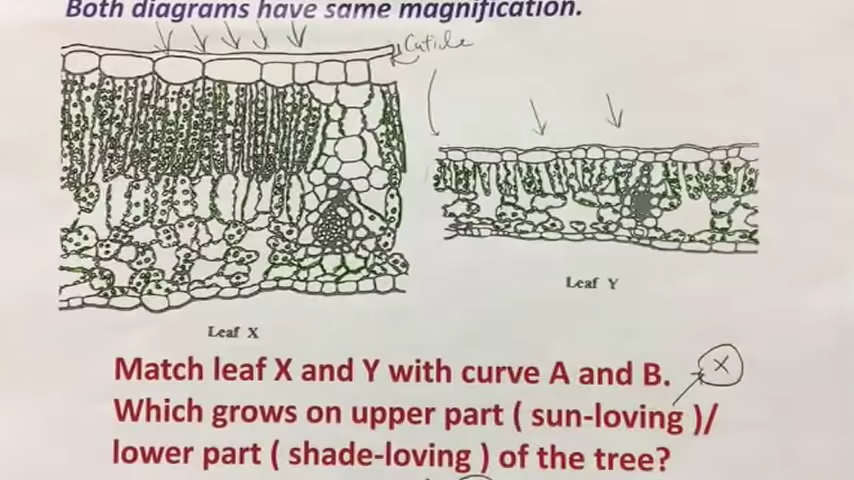 Both diagrams have same magnification.
Cuticle
Leaf Y
Leaf X
Match leaf X and Y with curve A and B.
X
Which grows on upper part ( sun-loving )/
lower part ( shade-loving ) of the tree?